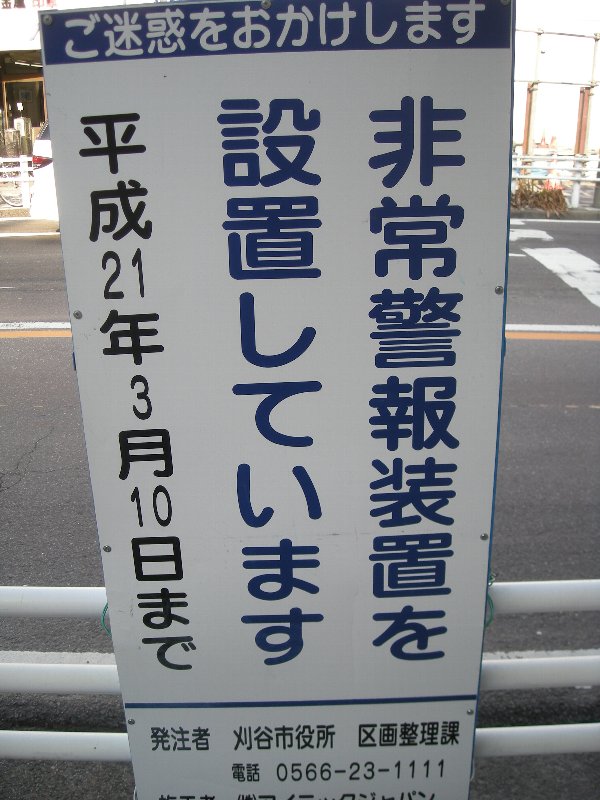 ご迷惑をおかけします
非常警報装置を
設置しています
平成21年3月10日まで
発注者 刈谷市役所 区画整理課
電話 0566-23-1111